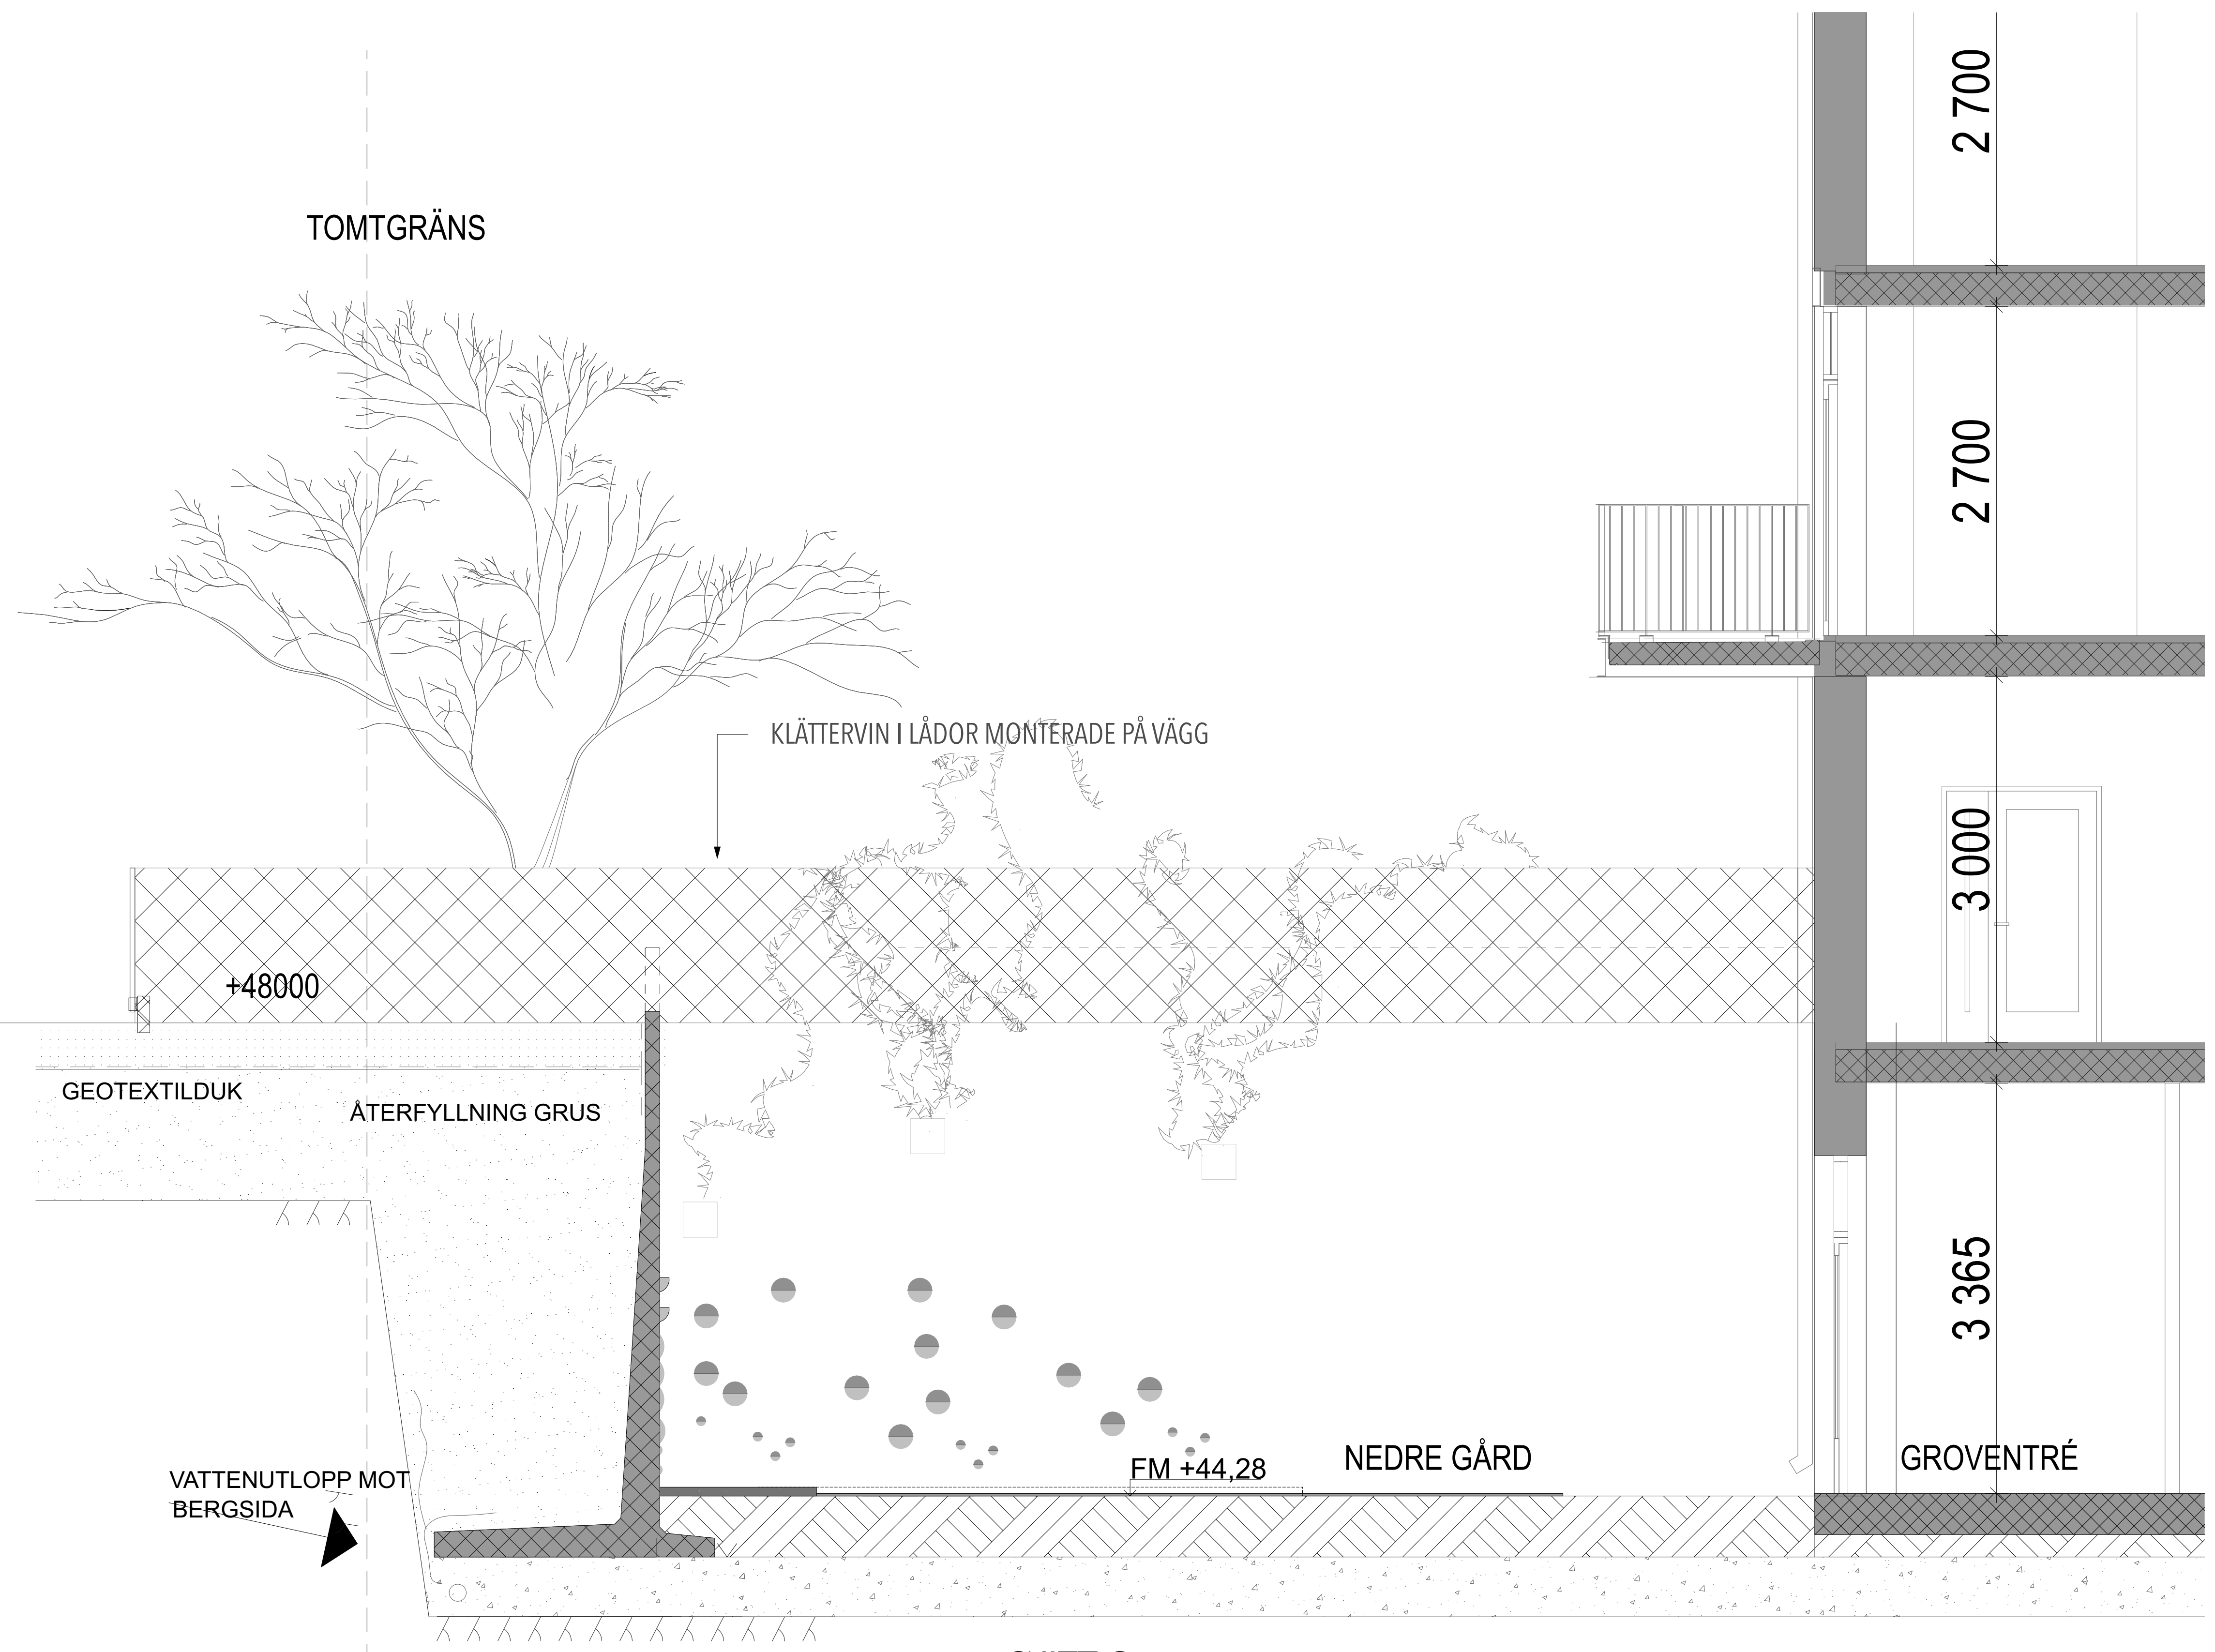 2 700
TOMTGRÄNS
2 700
KLÄTTERVIN I LÅDOR MONTERADE PÅ VÄGG
3 000
+48000
GEOTEXTILDUK
ÅTERFYLLNING GRUS
3 365
NEDRE GÅRD
GROVENTRÉ
FM +44,28
VATTENUTLOPP MOT
BERGSIDA